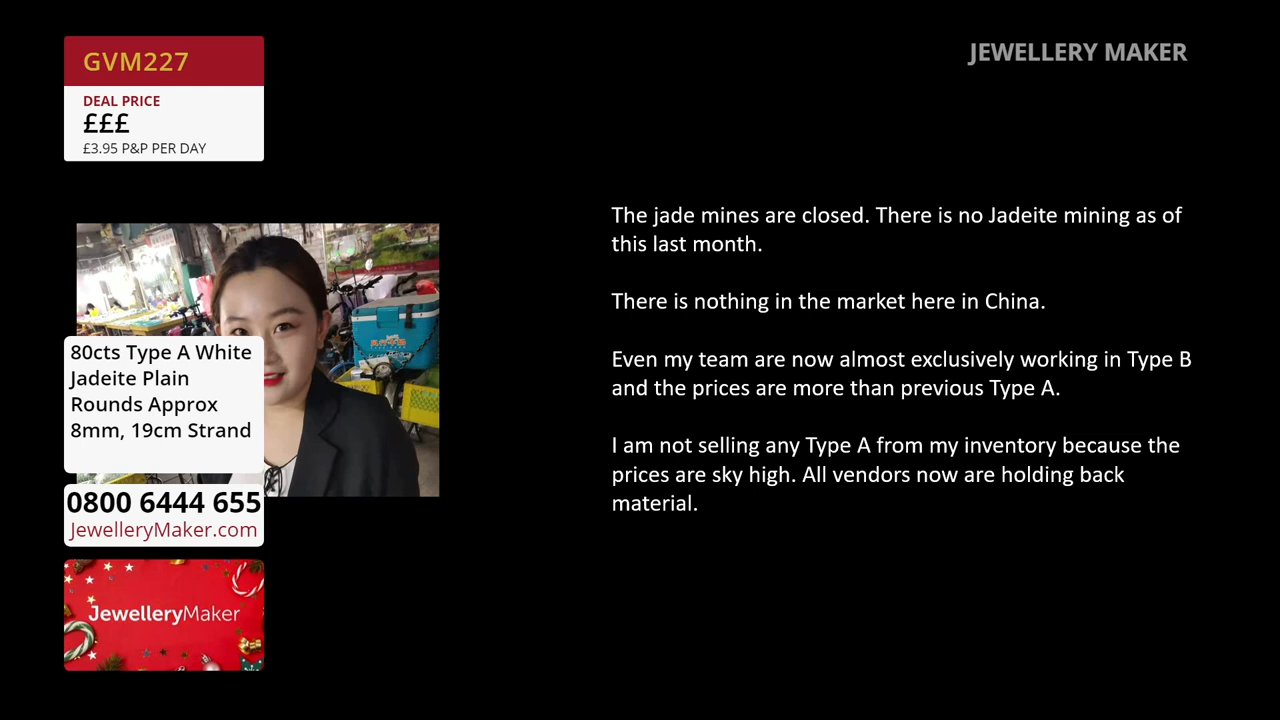 GVM227
DEAL PRICE
£££
£3.95 P&P PER DAY
JEWELLERY MAKER
The jade mines are closed. There is no Jadeite mining as of
this last month.
There is nothing in the market here in China.
Even my team are now almost exclusively working in Type B
and the prices are more than previous Type A.
I am not selling any Type A from my inventory because the
prices are sky high. All vendors now are holding back
material.
80cts Type A White
Jadeite Plain
Rounds Approx
8mm, 19cm Strand
0800 6444 655
JewelleryMaker.com
JewelleryMaker